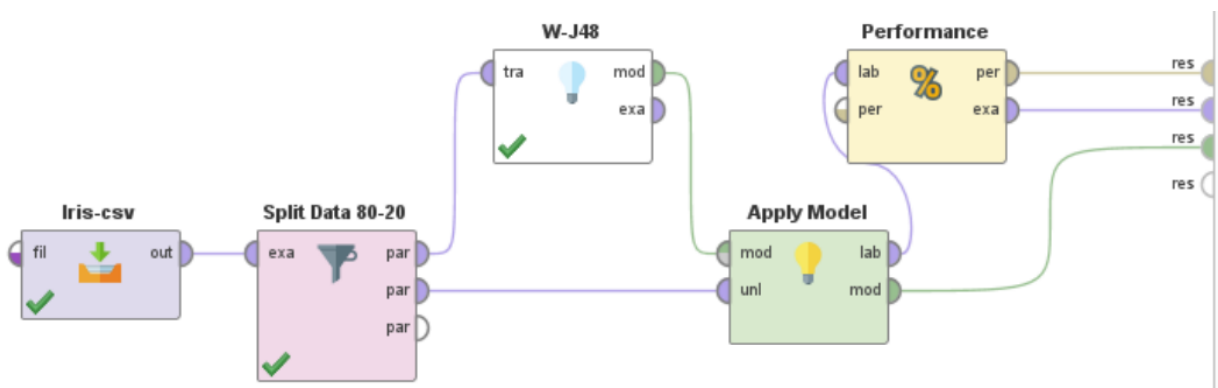 W-J48
tra mod
exa
Performance
lab per
per exa
res
res
res
res
Iris-csv
fil out
Split Data 80-20
exa par
par
par
Apply Model
mod lab
unl mod